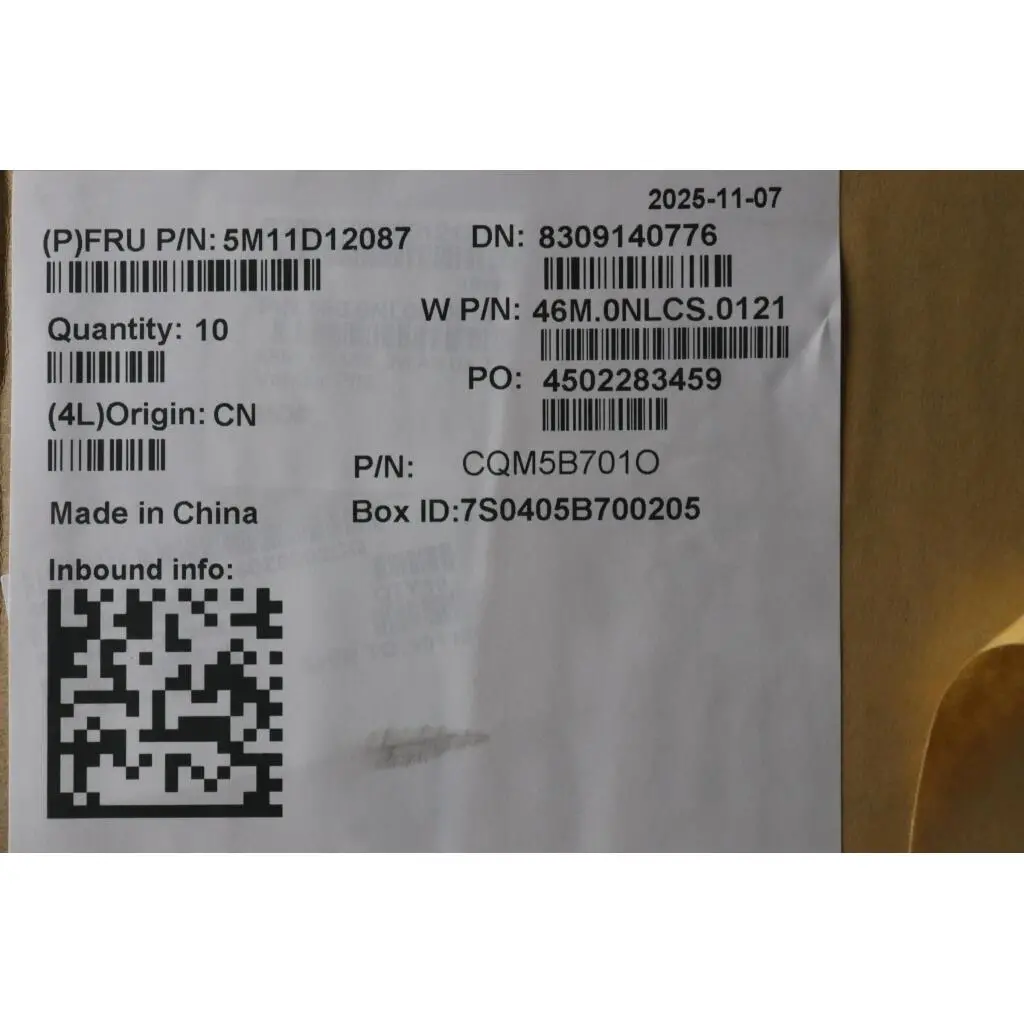 2025-11-07
(P)FRU P/N: 5M11D12087
DN: 8309140776
W P/N: 46M.0NLCS.0121
Quantity: 10
PO: 4502283459
(4L)Origin: CN
P/N: CQM5B701O
Made in China
Box ID:7S0405B700205
Inbound info: